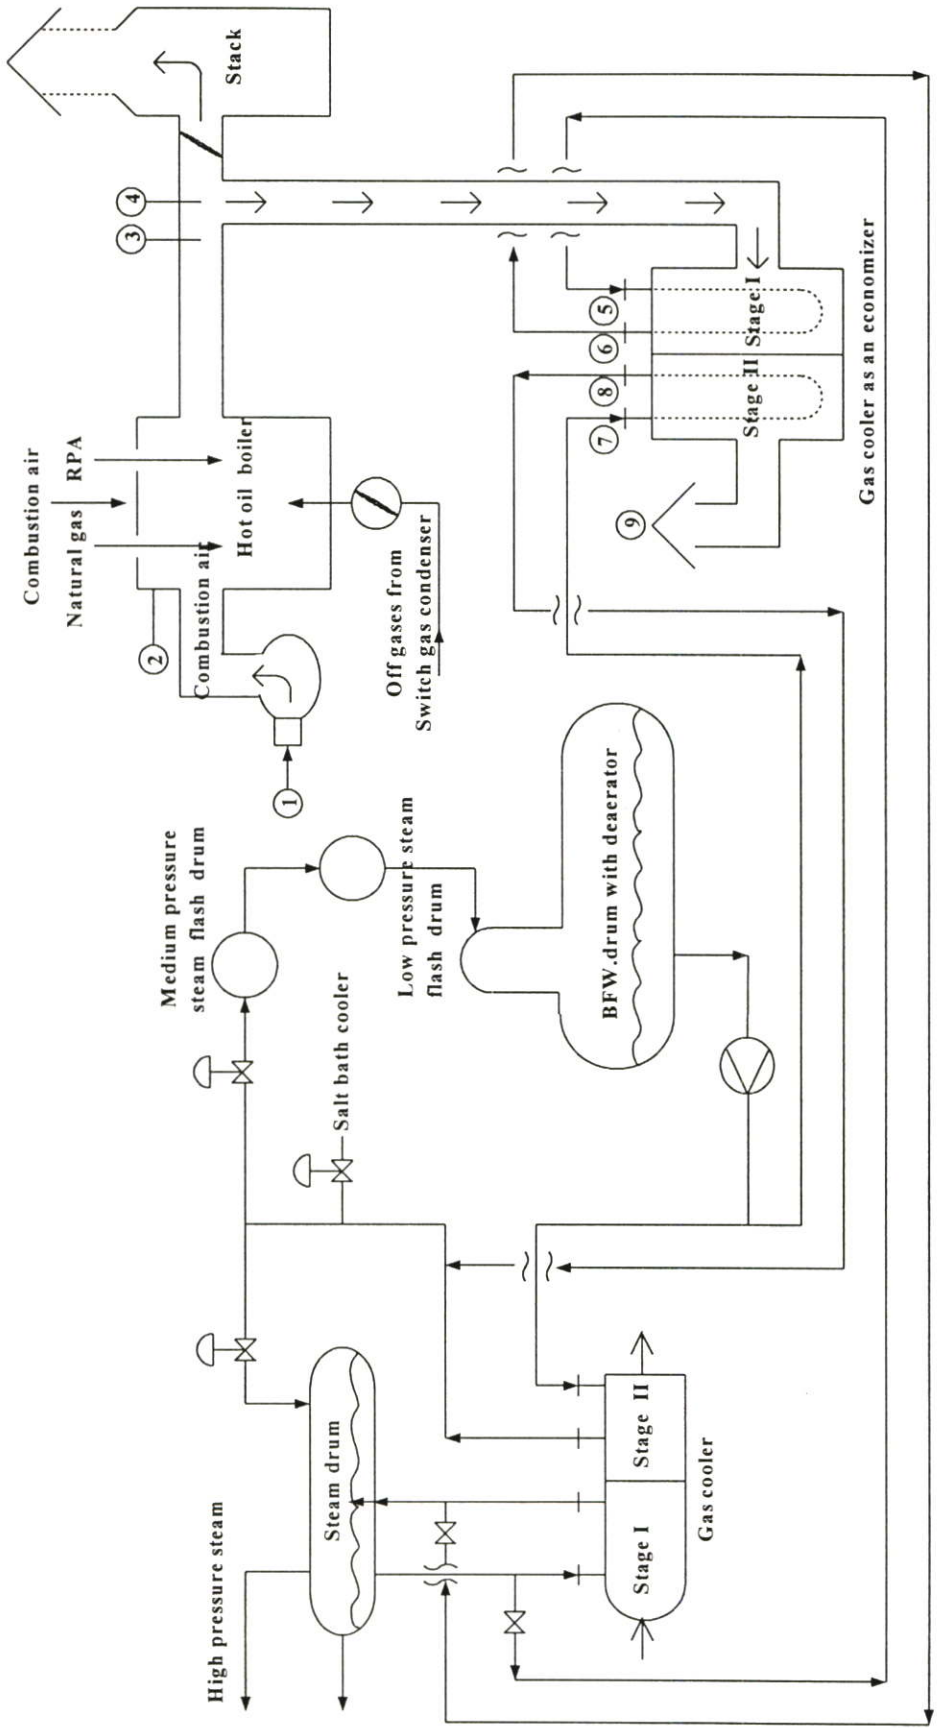 High pressure steam
Steam drum
Stage I
Stage II
Gas cooler
Salt bath cooler
Medium pressure
steam flash drum
Low pressure steam
flash drum
BFW.drum with deaerator
1
2
Combustion air
Combustion air
Natural gas
RPA
Hot oil boiler
Off gases from
Switch gas condenser
3
4
Stack
5
6
8
7
9
Stage II
Stage I
Gas cooler as an economizer